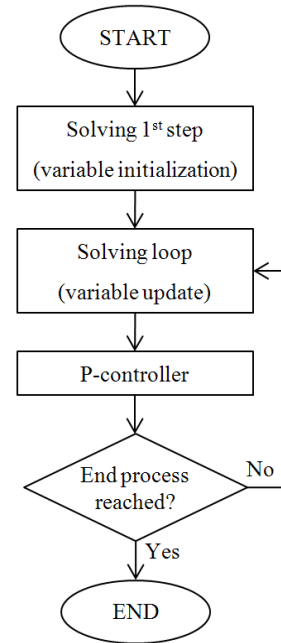 START
Solving 1st step
(variable initialization)
Solving loop
(variable update)
P-controller
End process
reached?
No
Yes
END